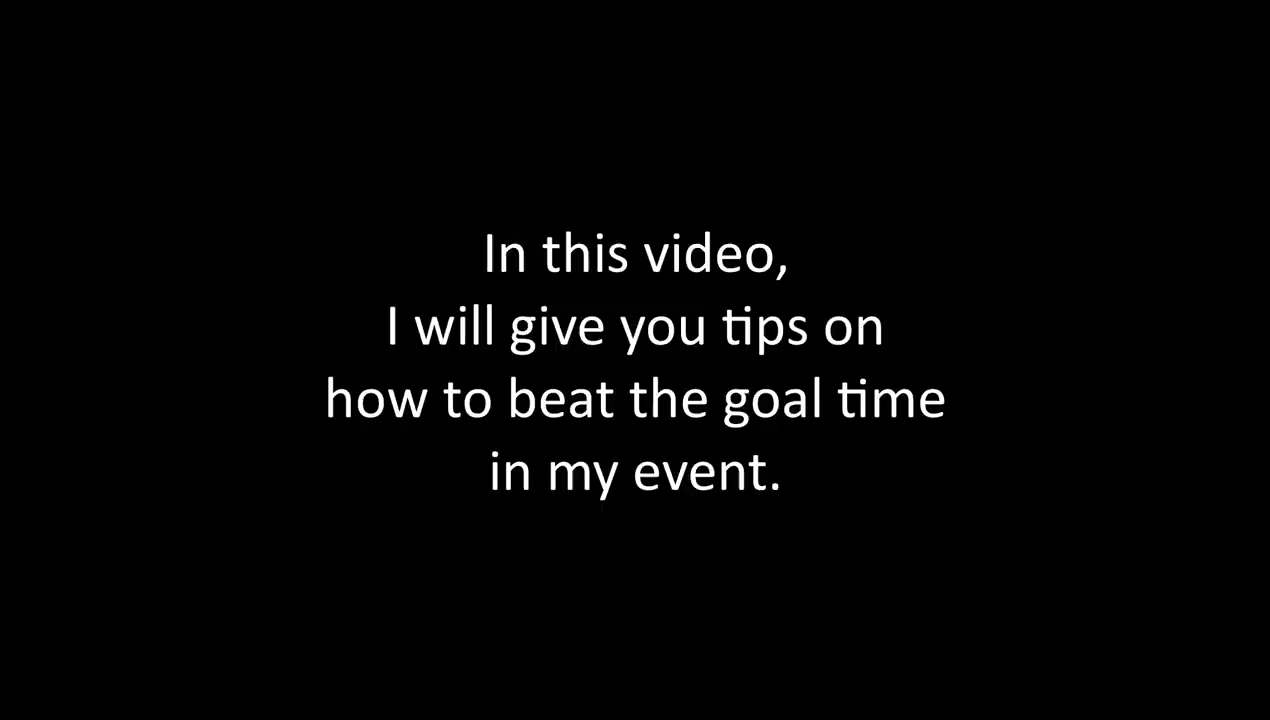 In this video,
I will give you tips on
how to beat the goal time
in my event.